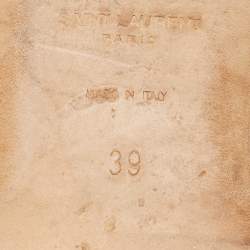 SAINT LAURENT
PARIS
MADE IN ITALY
39